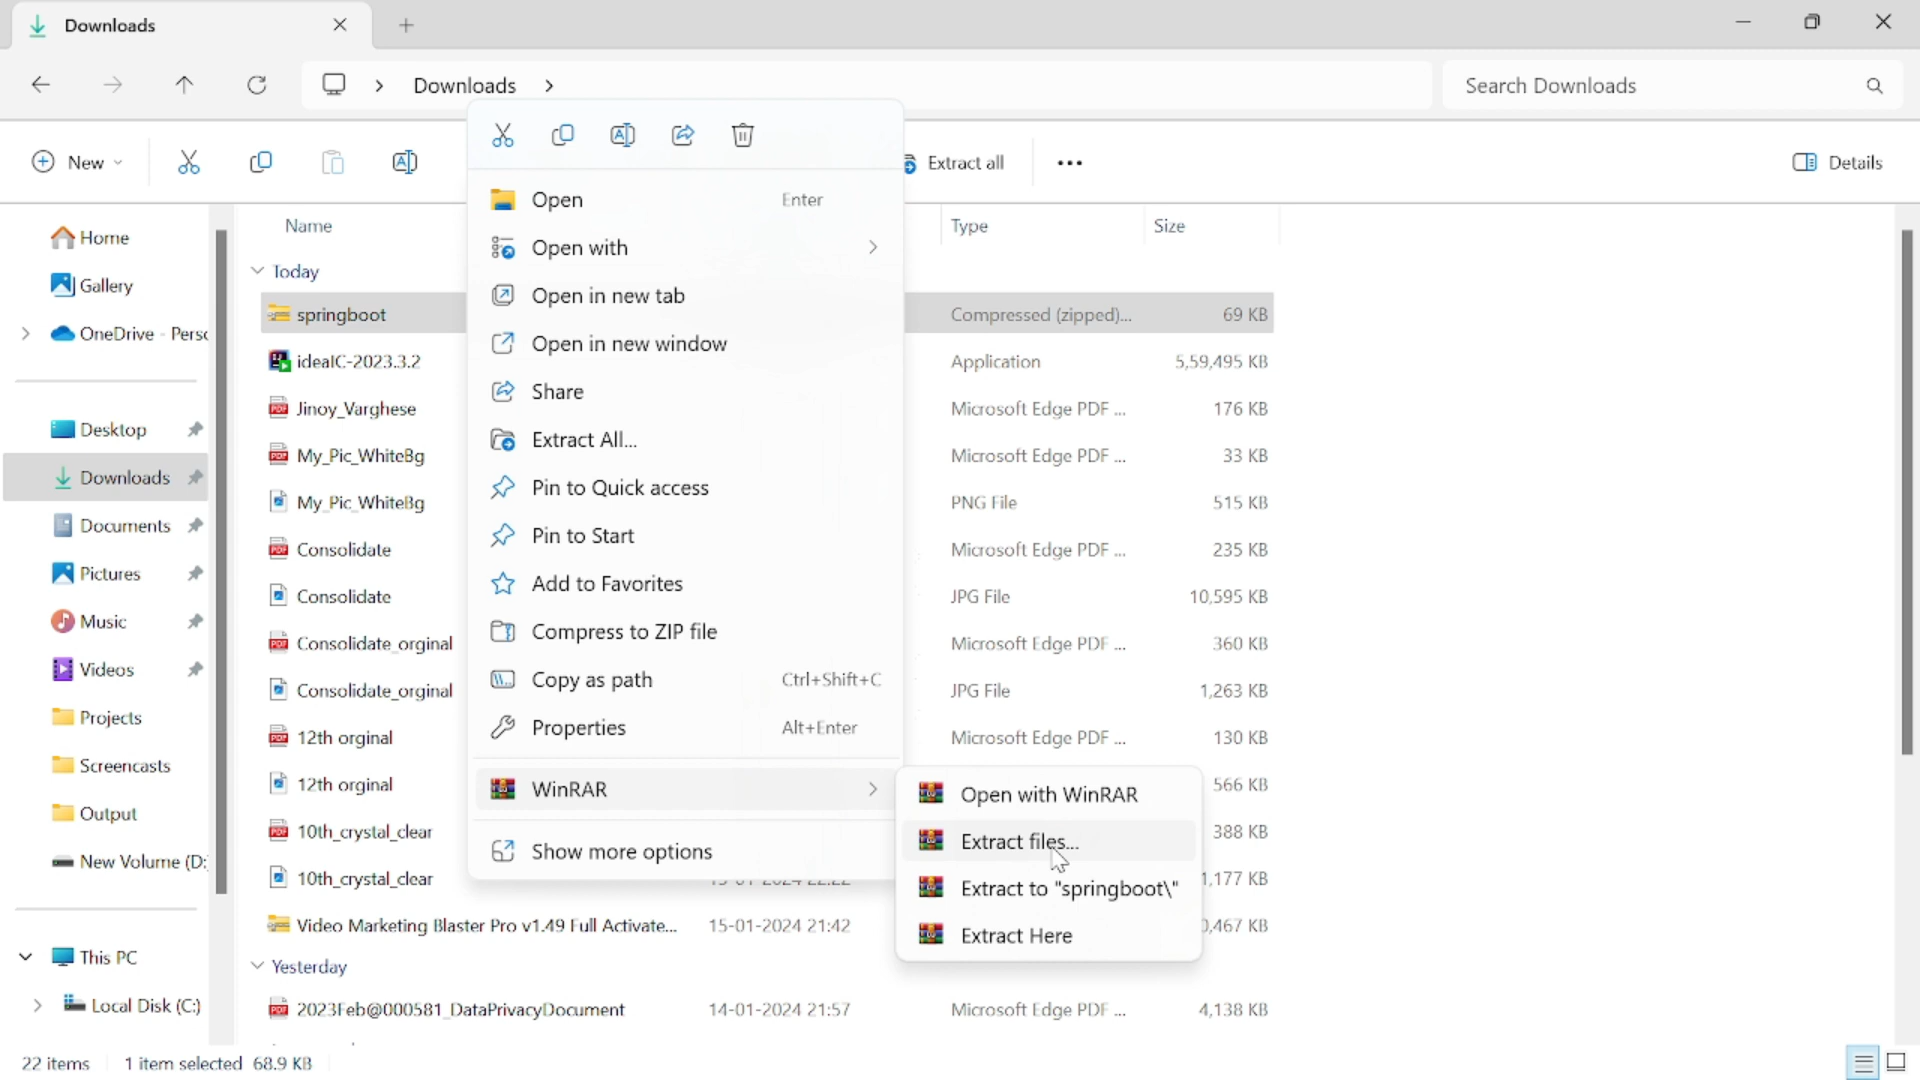 Downloads
Downloads
Search Downloads
New
Extract all
Details
Name
Type
Size
Open Enter
Open with
Open in new tab
Open in new window
Share
Extract All...
Pin to Quick access
Pin to Start
Add to Favorites
Compress to ZIP file
Copy as path Ctrl+Shift+C
Properties Alt+Enter
WinRAR
Show more options
Open with WinRAR
Extract files...
Extract to "springboot\"
Extract Here
Home
Gallery
OneDrive - Perso
Desktop
Downloads
Documents
Pictures
Music
Videos
Projects
Screencasts
Output
New Volume (D:
This PC
Local Disk (C:)
Today
springboot Compressed (zipped)... 69 KB
ideaIC-2023.3.2 Application 5,59,495 KB
Jinoy_Varghese Microsoft Edge PDF ... 176 KB
My_Pic_WhiteBg Microsoft Edge PDF ... 33 KB
My_Pic_WhiteBg PNG File 515 KB
Consolidate Microsoft Edge PDF ... 235 KB
Consolidate JPG File 10,595 KB
Consolidate_orginal Microsoft Edge PDF ... 360 KB
Consolidate_orginal JPG File 1,263 KB
12th orginal Microsoft Edge PDF ... 130 KB
12th orginal 566 KB
10th_crystal_clear 388 KB
10th_crystal_clear 1,177 KB
Video Marketing Blaster Pro v1.49 Full Activate... 15-01-2024 21:42 0,467 KB
Yesterday
2023Feb@000581_DataPrivacyDocument 14-01-2024 21:57 Microsoft Edge PDF ... 4,138 KB
22 items 1 item selected 68.9 KB